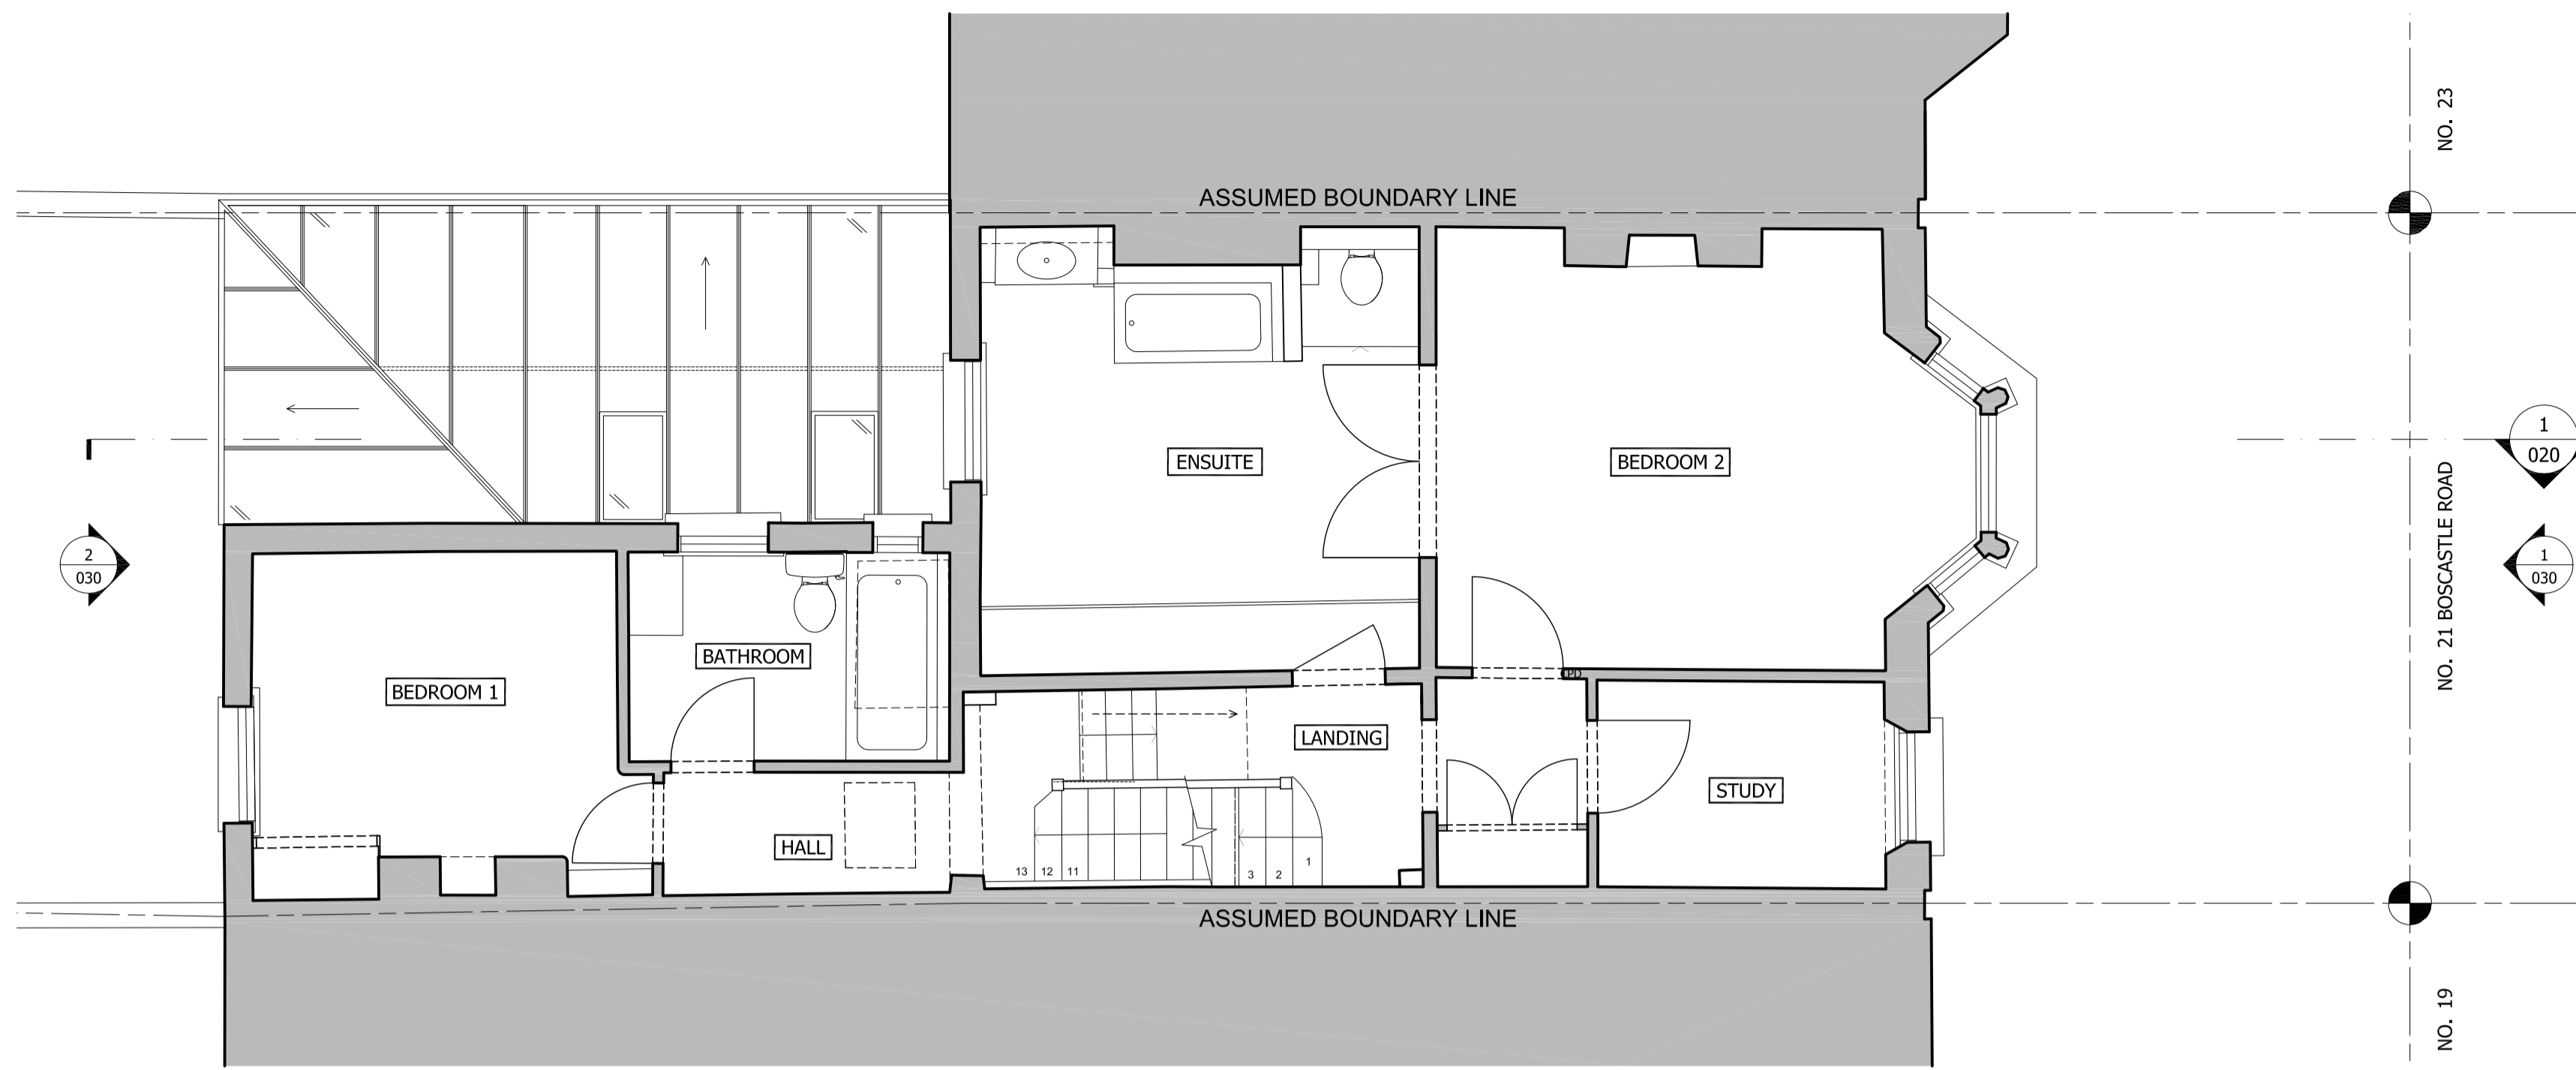 NO. 23
ASSUMED BOUNDARY LINE
1
020
ENSUITE
BEDROOM 2
NO. 21 BOSCASTLE ROAD
2
030
1
030
BATHROOM
CPD
BEDROOM 1
LANDING
STUDY
HALL
13 12 11
3 2 1
ASSUMED BOUNDARY LINE
NO. 19